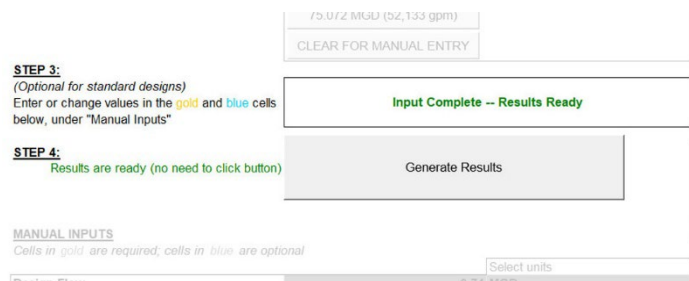 75.072 MGD (52,133 gpm)
CLEAR FOR MANUAL ENTRY
STEP 3:
(Optional for standard designs)
Enter or change values in the gold and blue cells
below, under "Manual Inputs"
Input Complete -- Results Ready
STEP 4:
Results are ready (no need to click button)
Generate Results
MANUAL INPUTS
Cells in gold are required; cells in blue are optional
Select units
Design Flow
MGD